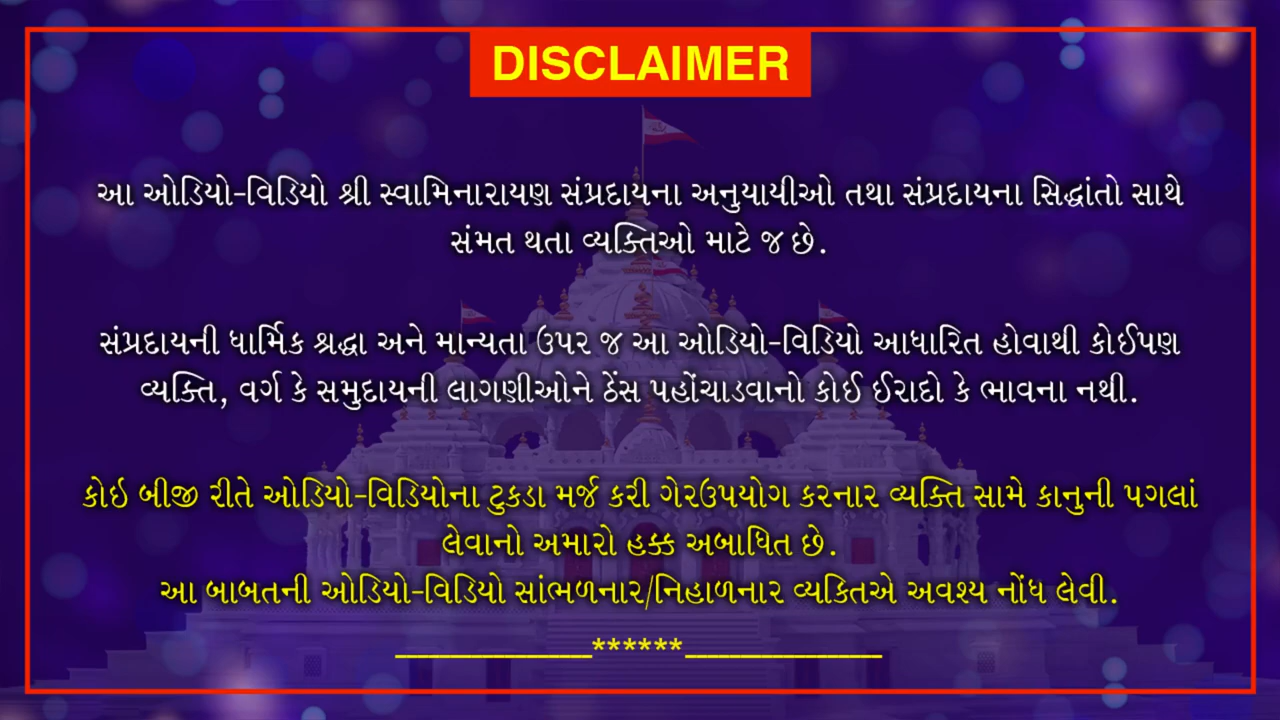 DISCLAIMER
આ ઓડિયો-વિડિયો શ્રી સ્વામિનારાયણ સંપ્રદાયના અનુયાયીઓ તથા સંપ્રદાયના સિદ્ધાંતો સાથે
સંમત થતા વ્યક્તિઓ માટે જ છે.
સંપ્રદાયની ધાર્મિક શ્રદ્ધા અને માન્યતા ઉપર જ આ ઓડિયો-વિડિયો આધારિત હોવાથી કોઈપણ
વ્યક્તિ, વર્ગ કે સમુદાયની લાગણીઓને ઠેંસ પહોંચાડવાનો કોઈ ઈરાદો કે ભાવના નથી.
કોઇ બીજી રીતે ઓડિયો-વિડિયોના ટુકડા મર્જ કરી ગેરઉપયોગ કરનાર વ્યક્તિ સામે કાનુની પગલાં
લેવાનો અમારો હક્ક અબાધિત છે.
આ બાબતની ઓડિયો-વિડિયો સાંભળનાર/નિહાળનાર વ્યકિતએ અવશ્ય નોંધ લેવી.
______________******______________